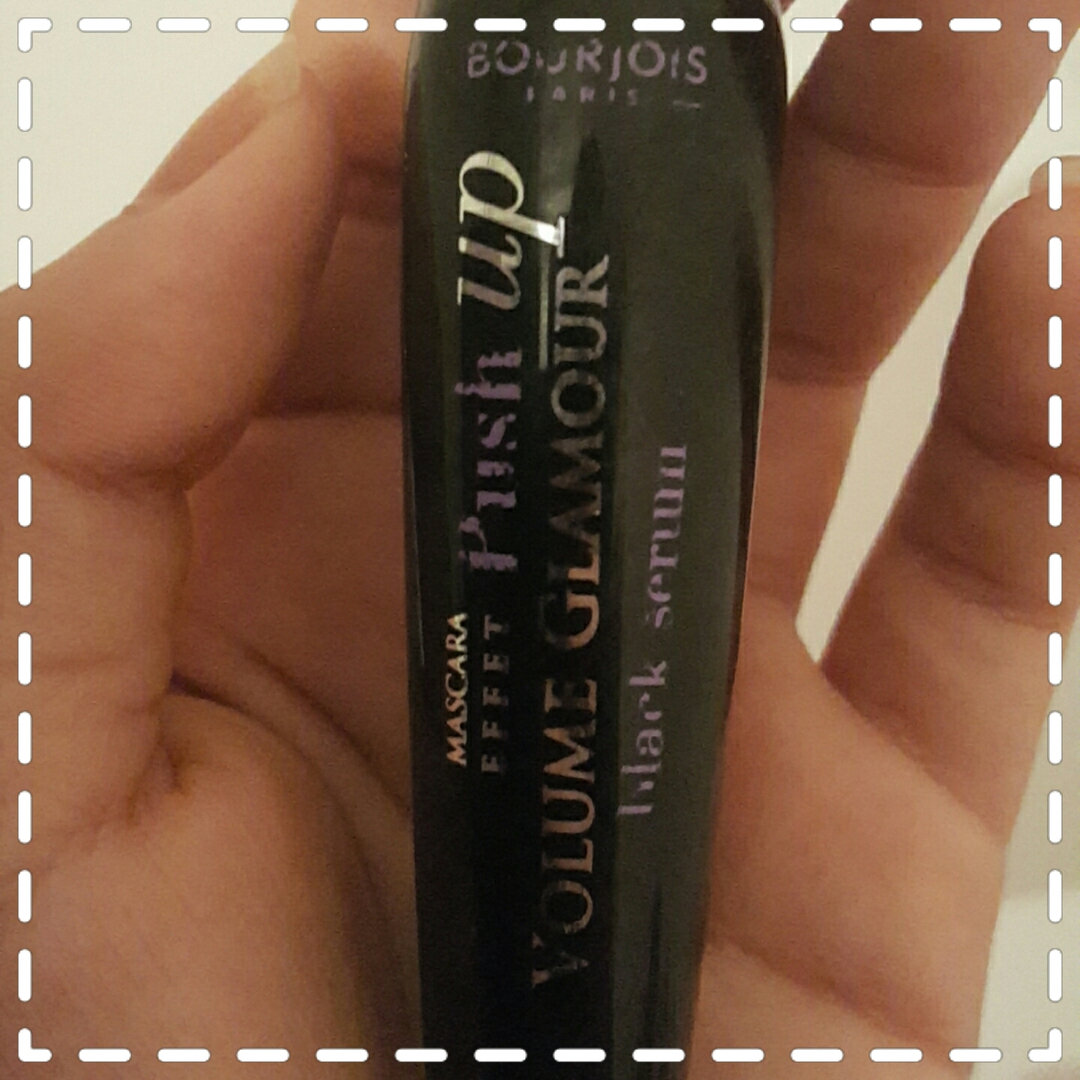 BOURJOIS
PARIS
MASCARA
EFFET Push up
VOLUME GLAMOUR
black serum